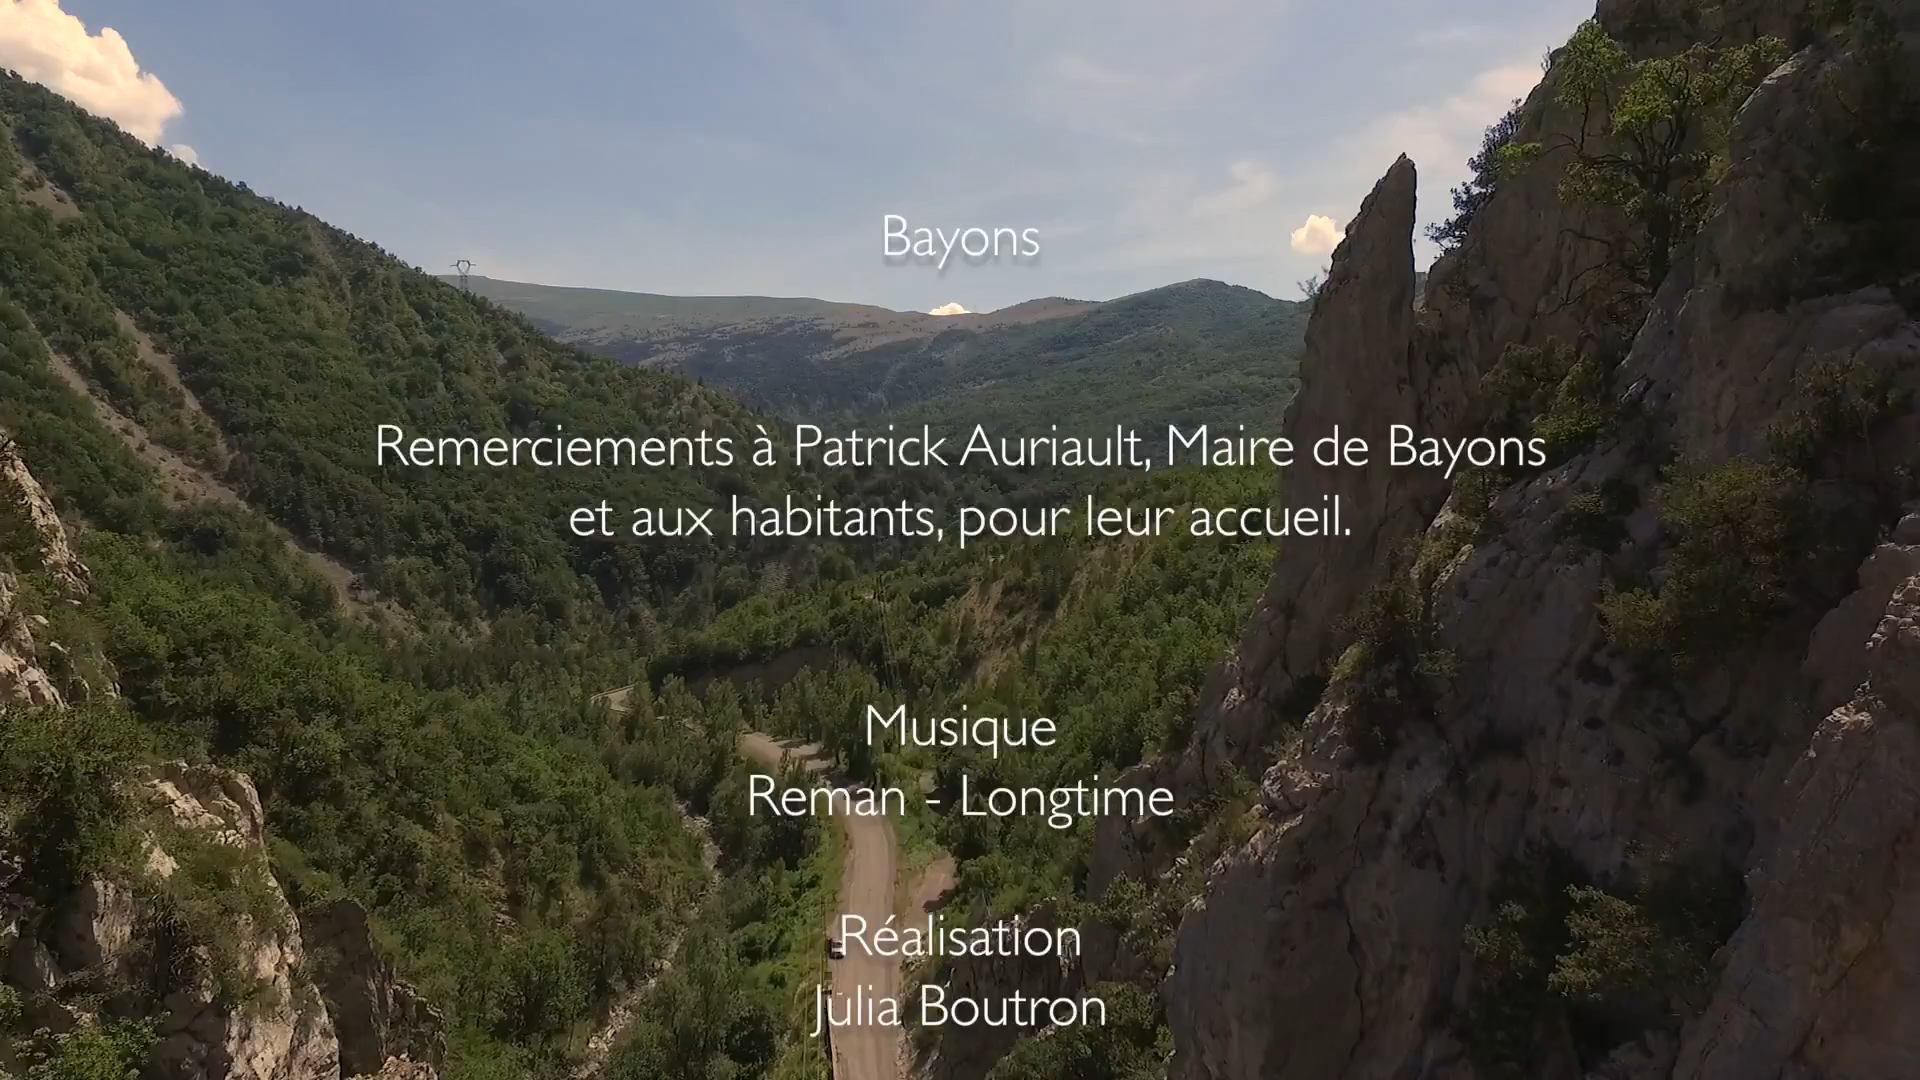 Bayons
Remerciements à Patrick Auriault, Maire de Bayons
et aux habitants, pour leur accueil.
Musique
Reman - Longtime
Réalisation
Julia Boutron